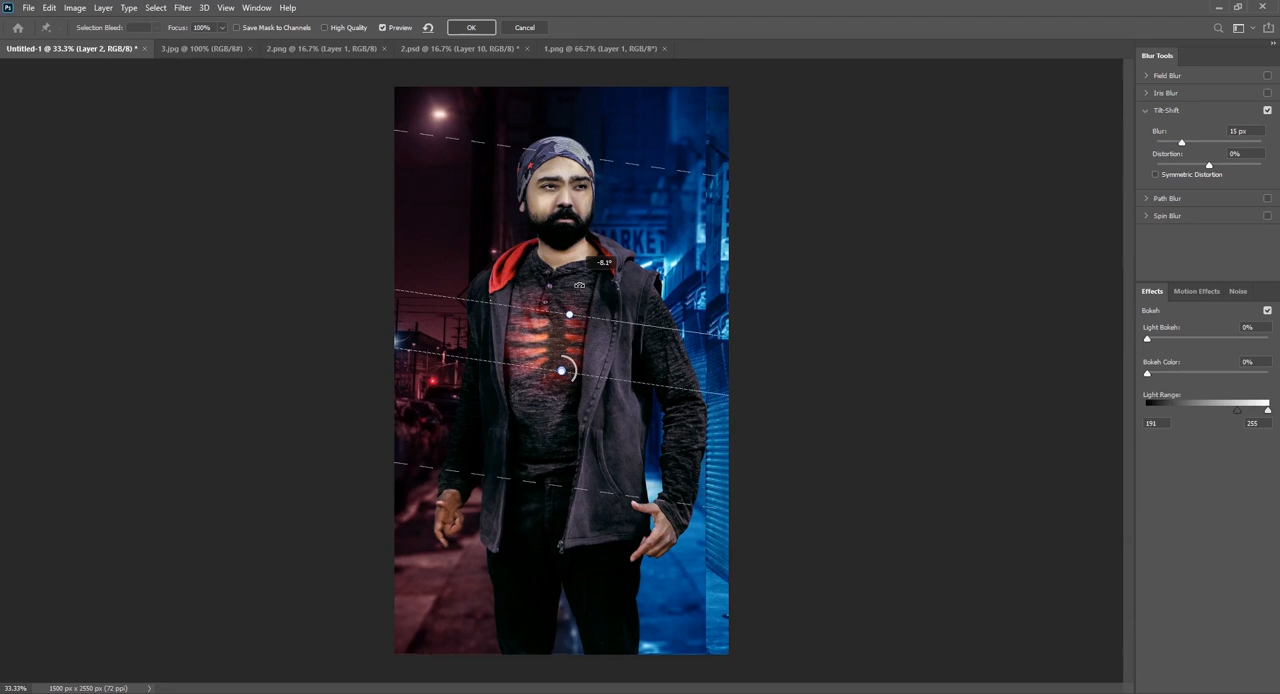 Ps File Edit Image Layer Type Select Filter 3D View Window Help
Selection Bleed: Focus: 100% Save Mask to Channels High Quality Preview OK Cancel
Untitled-1 @ 33.3% (Layer 2, RGB/8) * × 3.jpg @ 100% (RGB/8#) × 2.png @ 16.7% (Layer 1, RGB/8) × 2.psd @ 16.7% (Layer 10, RGB/8) * × 1.png @ 66.7% (Layer 1, RGB/8*) ×
Blur Tools
Field Blur
Iris Blur
Tilt-Shift
Blur: 15 px
Distortion: 0%
Symmetric Distortion
Path Blur
Spin Blur
MARKET
-8.1°
Effects Motion Effects Noise
Bokeh
Light Bokeh: 0%
Bokeh Color: 0%
Light Range:
191 255
33.33% 1500 px x 2550 px (72 ppi)